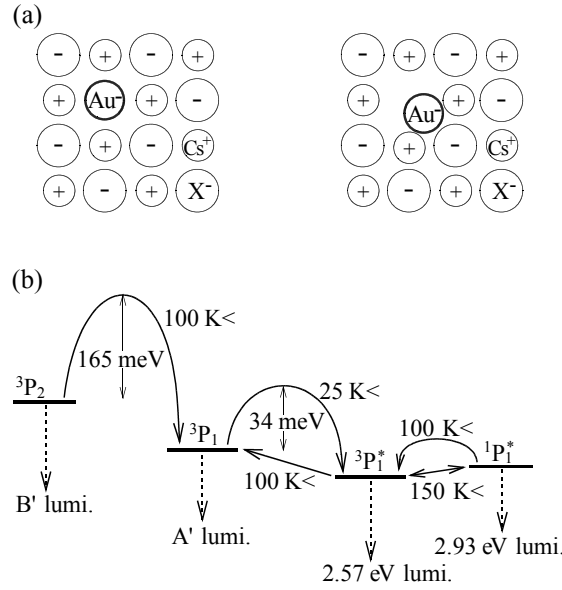 (a)
- + - + - + - +
+ Au⁻ + - + Au⁻ + -
- + - Cs⁺ - + - Cs⁺
+ - + X⁻ + - + X⁻
(b)
100 K<
165 meV
³P₂
³P₁
25 K<
34 meV
100 K<
³P₁*
100 K<
¹P₁*
150 K<
B' lumi.
A' lumi.
2.57 eV lumi.
2.93 eV lumi.